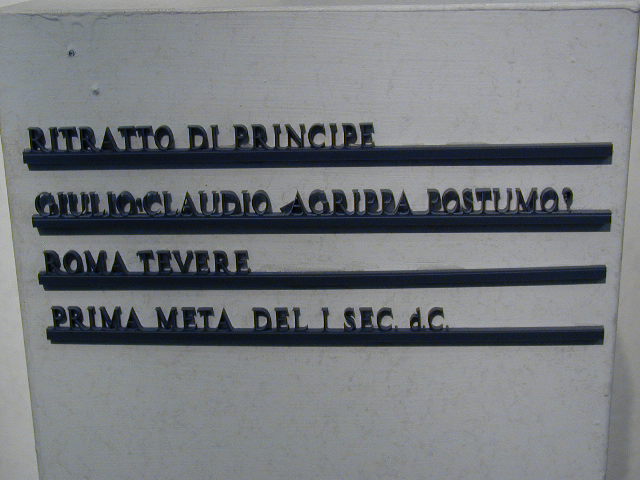 RITRATTO DI PRINCIPE
GIULIO-CLAUDIO AGRIPPA POSTUMO?
ROMA TEVERE
PRIMA META DEL I SEC. d.C.